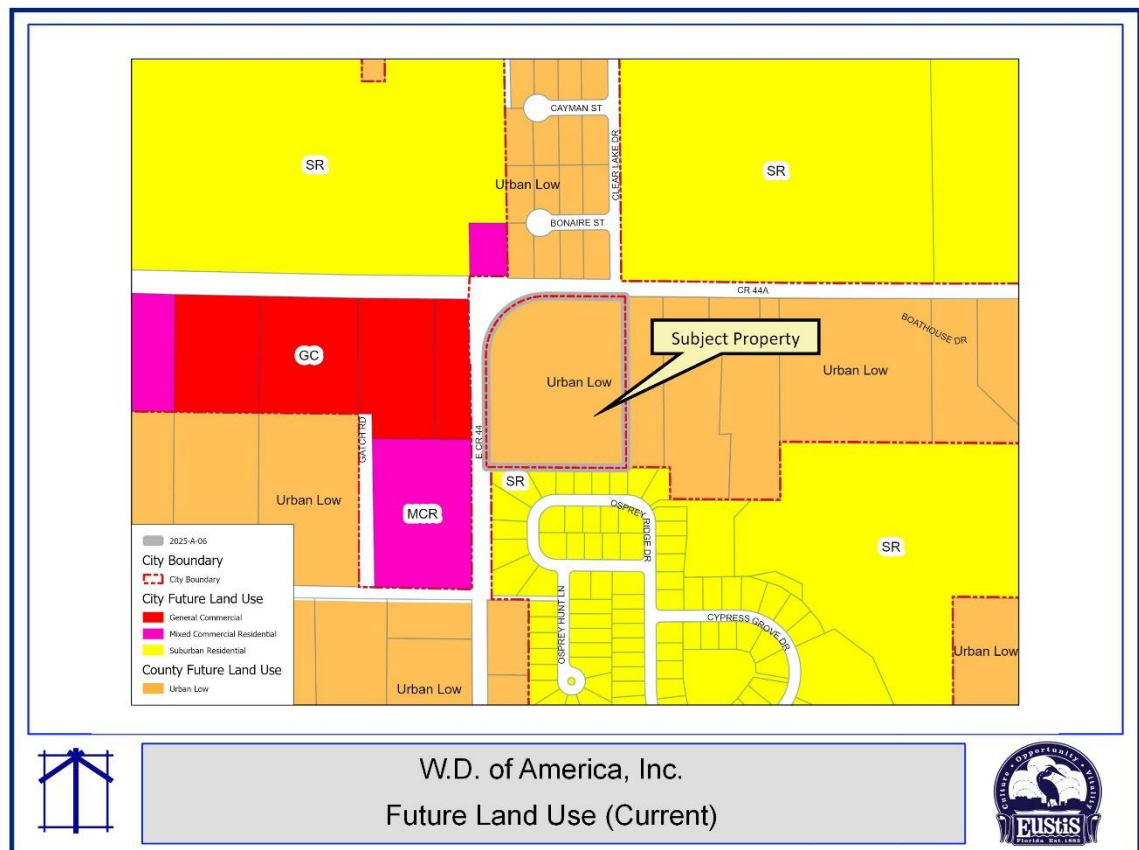 CAYMAN ST
CLEAR LAKE DR
SR
SR
Urban Low
BONAIRE ST
CR 44A
BOATHOUSE DR
Subject Property
GC
Urban Low
Urban Low
E CR 44
GATCH RD
SR
Urban Low
MCR
OSPREY RIDGE DR
SR
2025-A-06
City Boundary
City Boundary
City Future Land Use
General Commercial
Mixed Commercial Residential
Suburban Residential
County Future Land Use
Urban Low
OSPREY HUNT LN
CYPRESS GROVE DR
Urban Low
Urban Low
W.D. of America, Inc.
Future Land Use (Current)
Culture • Opportunity • Vitality
EUStiS
Florida Est.1883